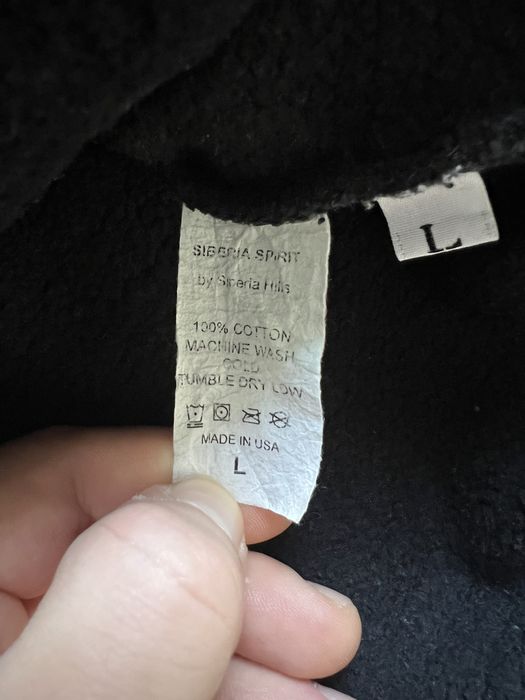 SIBERIA SPIRIT
by Siberia Hills
100% COTTON
MACHINE WASH
COLD
TUMBLE DRY LOW
MADE IN USA
L
L